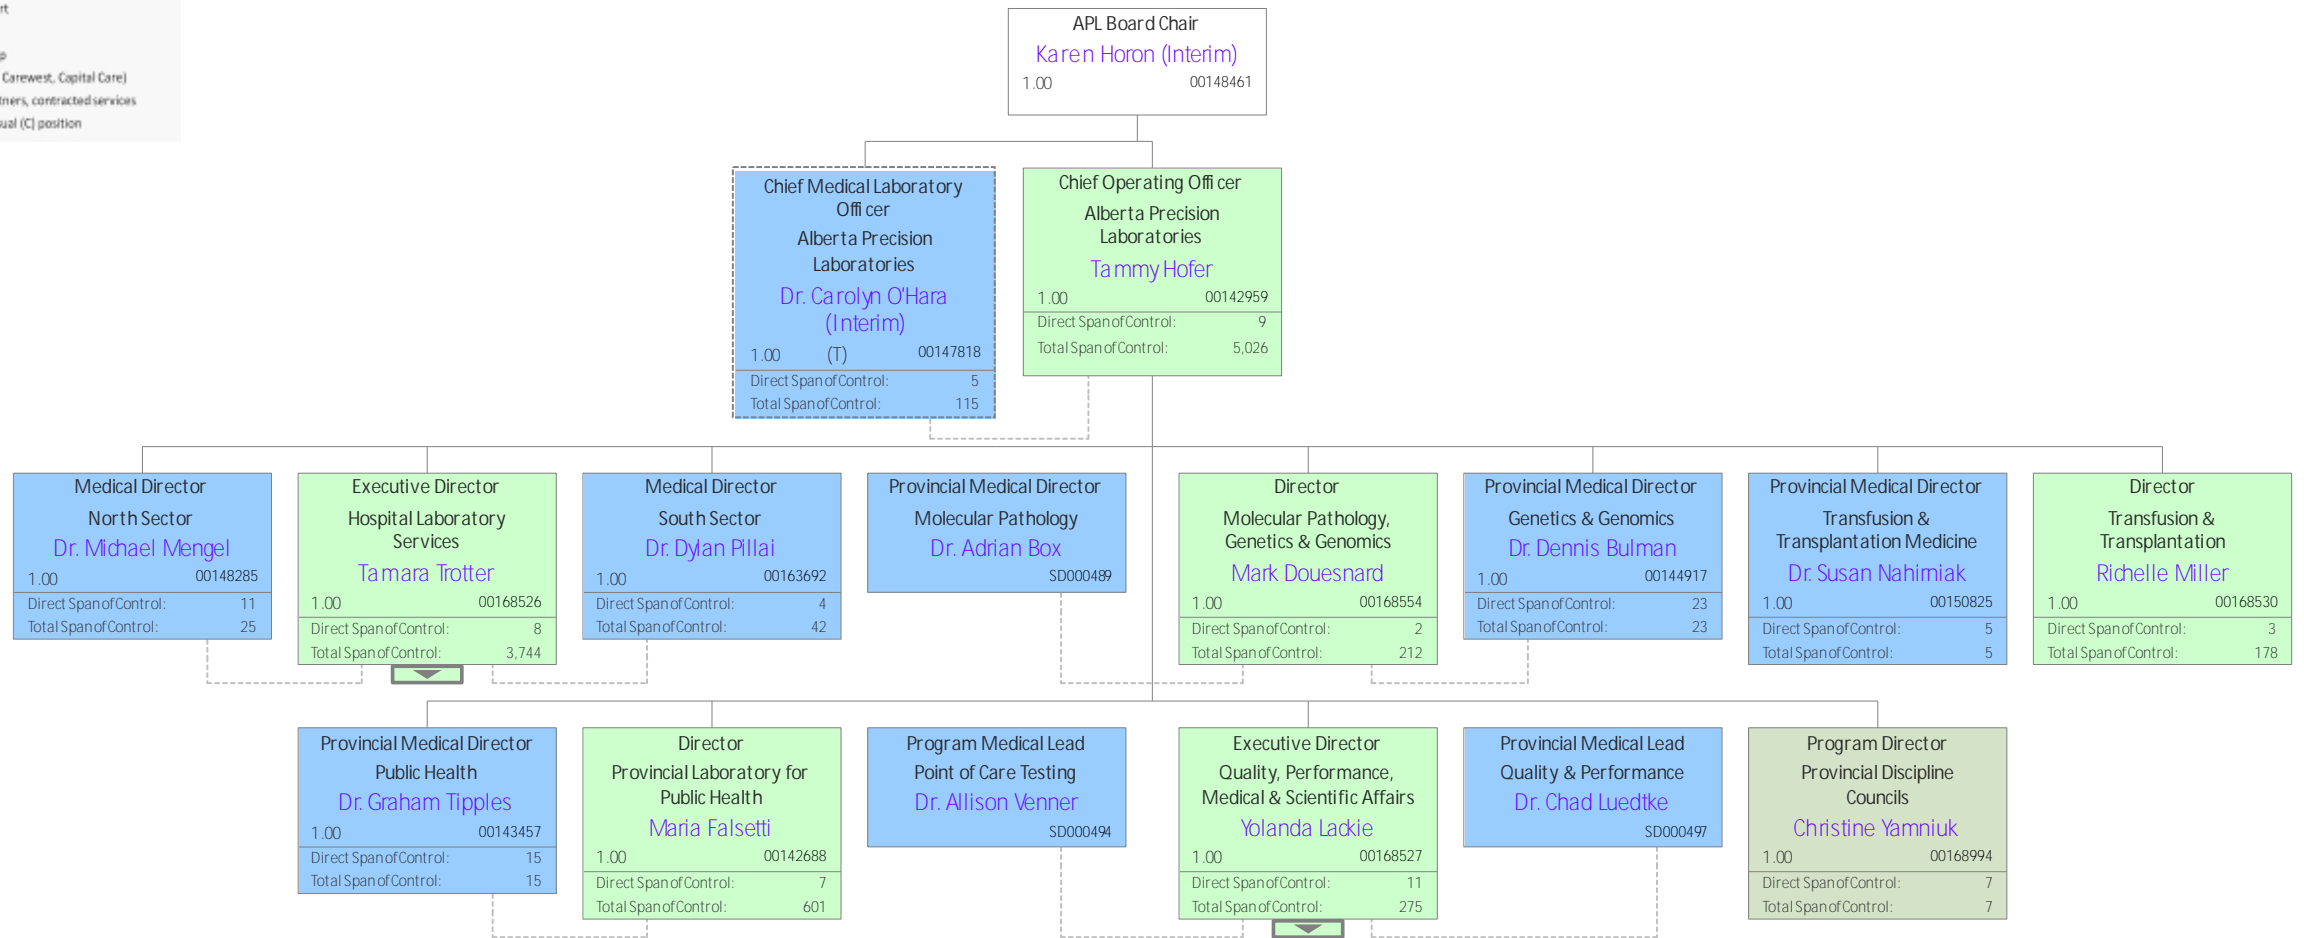 Carewest, Capital Care)
contracted services
(C) position
APL Board Chair
Karen Horon (Interim)
1.00 00148461
Chief Medical Laboratory
Officer
Alberta Precision
Laboratories
Dr. Carolyn O'Hara
(Interim)
1.00 (T) 00147818
Direct Span of Control: 5
Total Span of Control: 115
Chief Operating Officer
Alberta Precision
Laboratories
Tammy Hofer
1.00 00142959
Direct Span of Control: 9
Total Span of Control: 5,026
Medical Director
North Sector
Dr. Michael Mengel
1.00 00148285
Direct Span of Control: 11
Total Span of Control: 25
Executive Director
Hospital Laboratory
Services
Tamara Trotter
1.00 00168526
Direct Span of Control: 8
Total Span of Control: 3,744
Medical Director
South Sector
Dr. Dylan Pillai
1.00 00163692
Direct Span of Control: 4
Total Span of Control: 42
Provincial Medical Director
Molecular Pathology
Dr. Adrian Box
SD000489
Director
Molecular Pathology,
Genetics & Genomics
Mark Douesnard
1.00 00168554
Direct Span of Control: 2
Total Span of Control: 212
Provincial Medical Director
Genetics & Genomics
Dr. Dennis Bulman
1.00 00144917
Direct Span of Control: 23
Total Span of Control: 23
Provincial Medical Director
Transfusion &
Transplantation Medicine
Dr. Susan Nahirniak
1.00 00150825
Direct Span of Control: 5
Total Span of Control: 5
Director
Transfusion &
Transplantation
Richelle Miller
1.00 00168530
Direct Span of Control: 3
Total Span of Control: 178
Provincial Medical Director
Public Health
Dr. Graham Tipples
1.00 00143457
Direct Span of Control: 15
Total Span of Control: 15
Director
Provincial Laboratory for
Public Health
Maria Falsetti
1.00 00142688
Direct Span of Control: 7
Total Span of Control: 601
Program Medical Lead
Point of Care Testing
Dr. Allison Venner
SD000494
Executive Director
Quality, Performance,
Medical & Scientific Affairs
Yolanda Lackie
1.00 00168527
Direct Span of Control: 11
Total Span of Control: 275
Provincial Medical Lead
Quality & Performance
Dr. Chad Luedtke
SD000497
Program Director
Provincial Discipline
Councils
Christine Yamniuk
1.00 00168994
Direct Span of Control: 7
Total Span of Control: 7